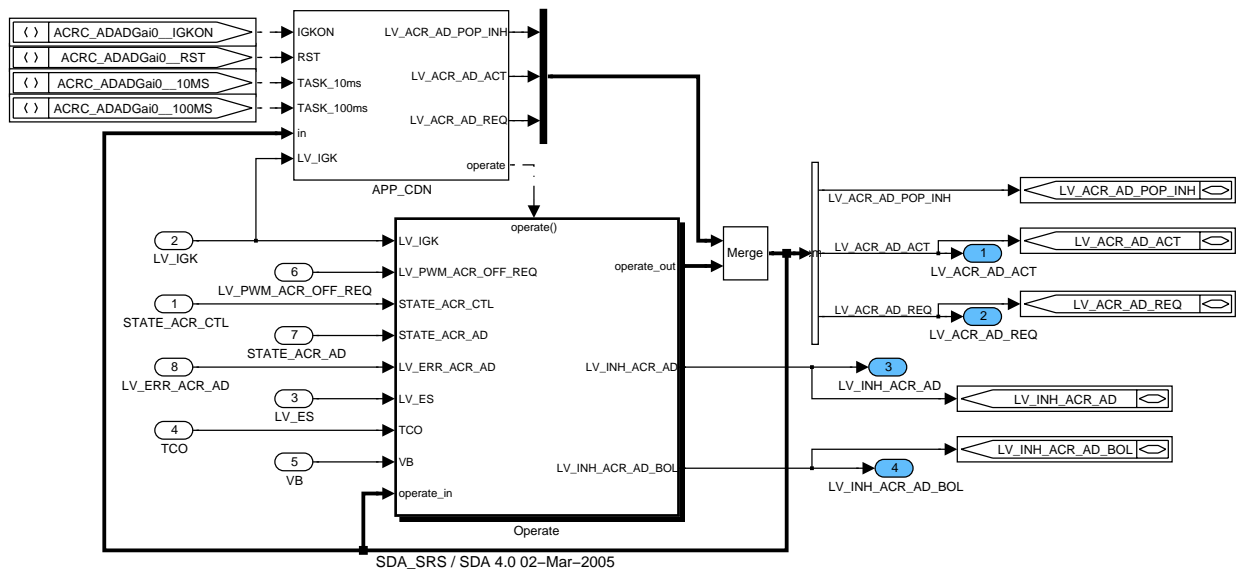 ACRC_ADADGai0__IGKON
ACRC_ADADGai0__RST
ACRC_ADADGai0__10MS
ACRC_ADADGai0__100MS
IGKON
RST
TASK_10ms
TASK_100ms
in
LV_IGK
LV_ACR_AD_POP_INH
LV_ACR_AD_ACT
LV_ACR_AD_REQ
operate
APP_CDN
2
LV_IGK
6
LV_PWM_ACR_OFF_REQ
1
STATE_ACR_CTL
7
STATE_ACR_AD
8
LV_ERR_ACR_AD
3
LV_ES
4
TCO
5
VB
operate()
LV_IGK
LV_PWM_ACR_OFF_REQ
STATE_ACR_CTL
STATE_ACR_AD
LV_ERR_ACR_AD
LV_ES
TCO
VB
operate_in
operate_out
LV_INH_ACR_AD
LV_INH_ACR_AD_BOL
Operate
Merge
LV_ACR_AD_POP_INH
LV_ACR_AD_ACT
LV_ACR_AD_REQ
LV_ACR_AD_POP_INH
LV_ACR_AD_ACT
1
LV_ACR_AD_ACT
LV_ACR_AD_REQ
2
LV_ACR_AD_REQ
3
LV_INH_ACR_AD
LV_INH_ACR_AD
LV_INH_ACR_AD_BOL
4
LV_INH_ACR_AD_BOL
SDA_SRS / SDA 4.0 02−Mar−2005